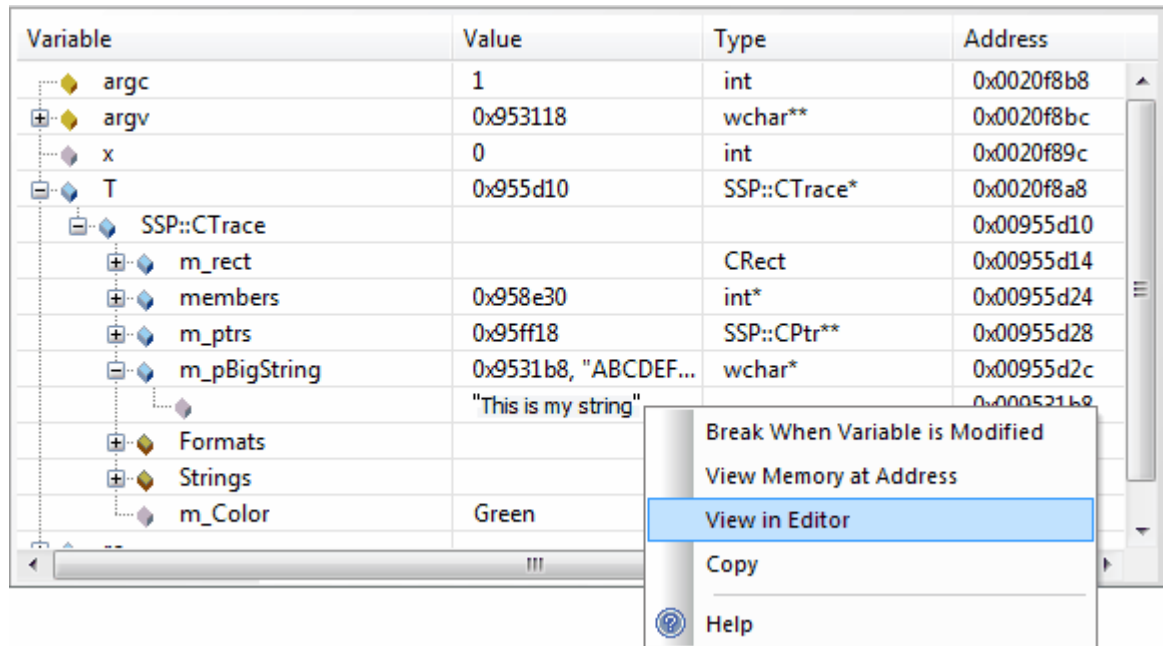 Variable Value Type Address
argc 1 int 0x0020f8b8
argv 0x953118 wchar** 0x0020f8bc
x 0 int 0x0020f89c
T 0x955d10 SSP::CTrace* 0x0020f8a8
SSP::CTrace 0x00955d10
m_rect CRect 0x00955d14
members 0x958e30 int* 0x00955d24
m_ptrs 0x95ff18 SSP::CPtr** 0x00955d28
m_pBigString 0x9531b8, "ABCDEF... wchar* 0x00955d2c
"This is my string" 0x009531b8
Formats
Strings
m_Color Green
Break When Variable is Modified
View Memory at Address
View in Editor
Copy
Help